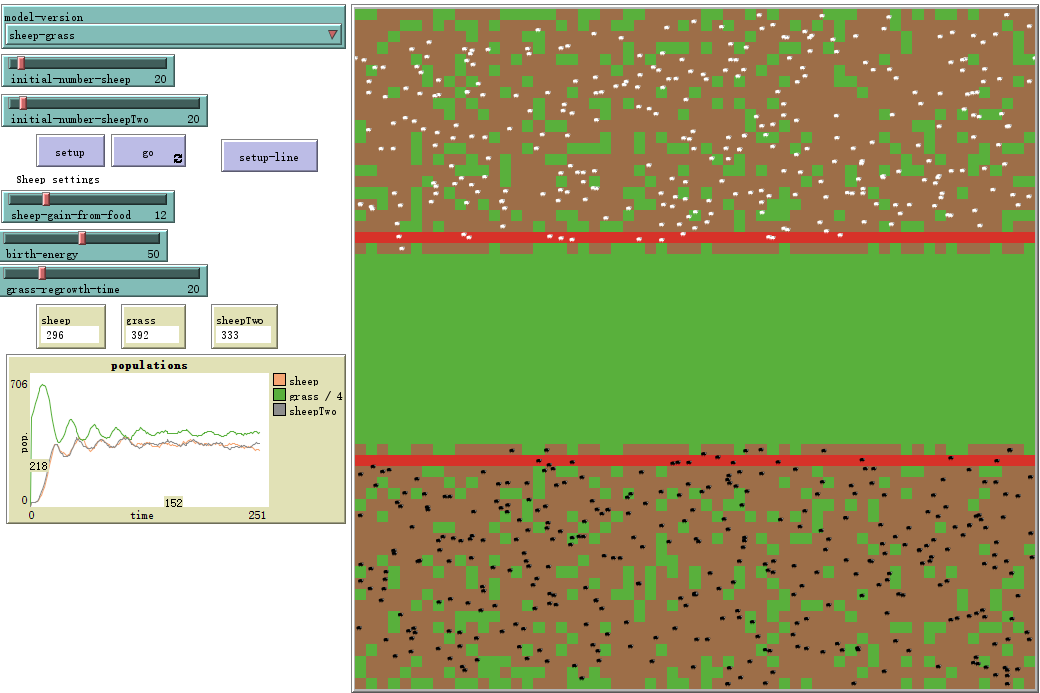 model-version
sheep-grass
initial-number-sheep 20
initial-number-sheepTwo 20
setup
go
setup-line
Sheep settings
sheep-gain-from-food 12
birth-energy 50
grass-regrowth-time 20
sheep
296
grass
392
sheepTwo
333
populations
706
pop.
218
0
0
152
time
251
sheep
grass / 4
sheepTwo